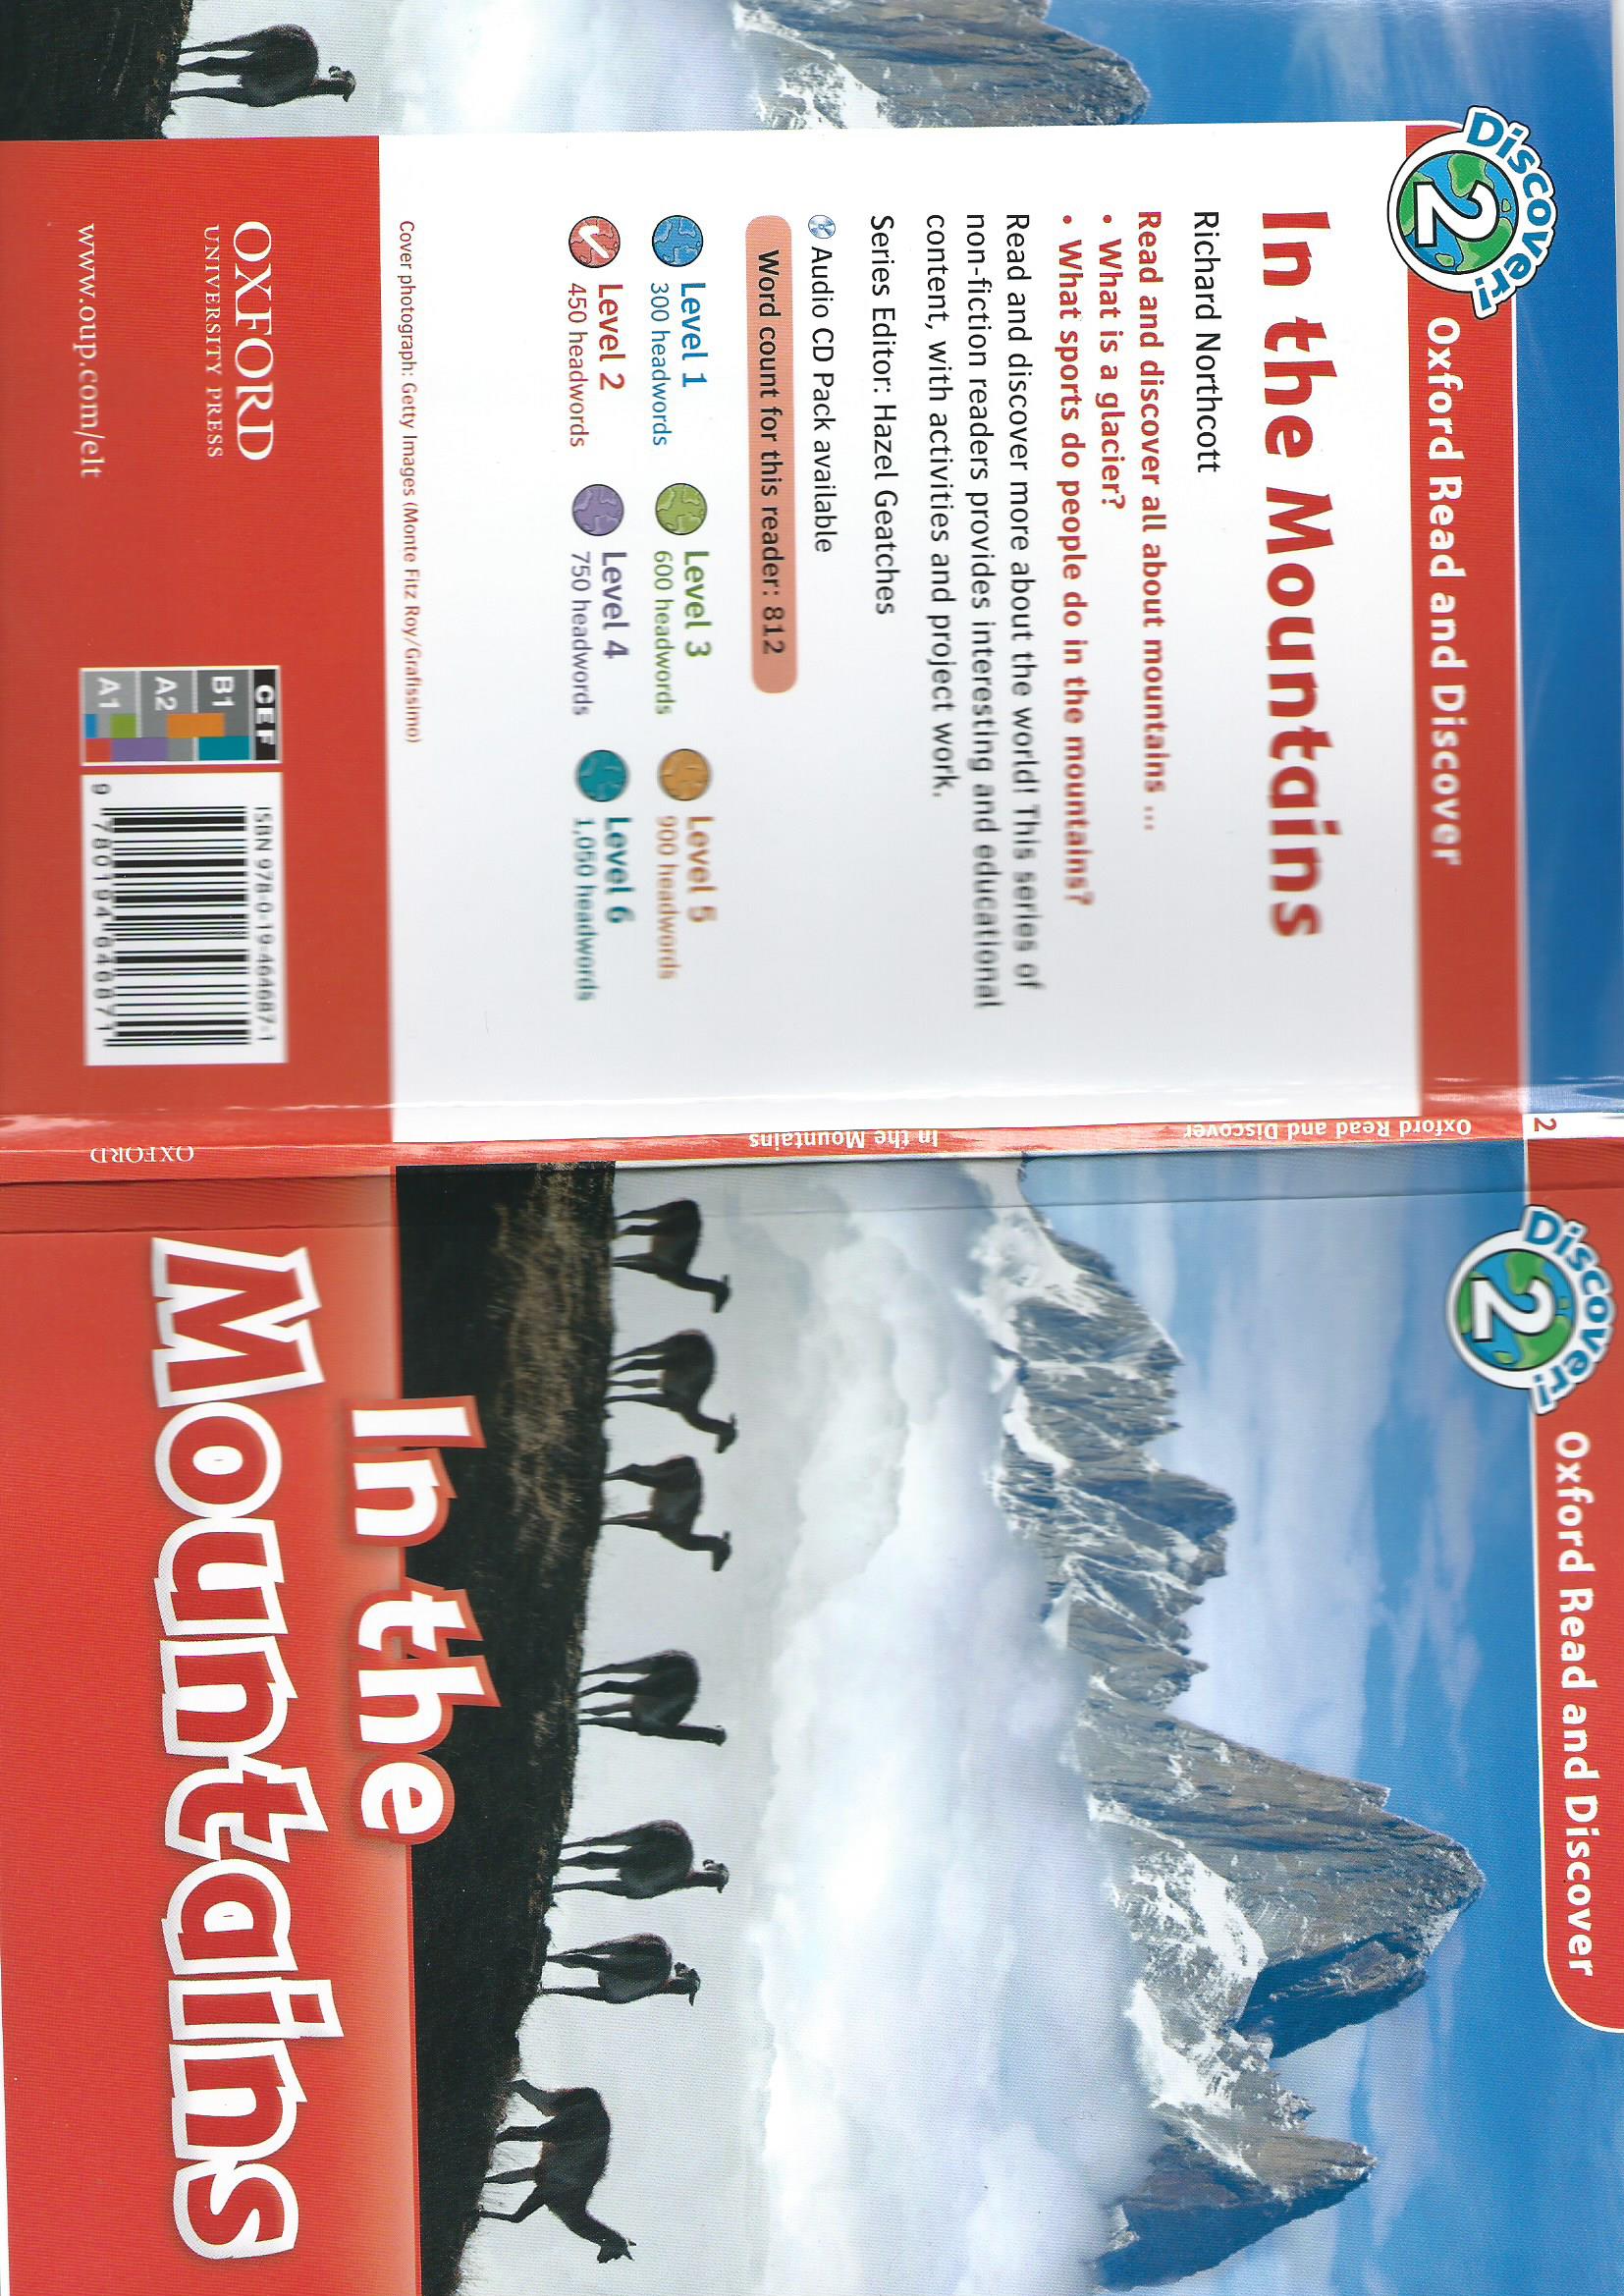 Discover!
2
Oxford Read and Discover
In the Mountains
Richard Northcott
Read and discover all about mountains ...
• What is a glacier?
• What sports do people do in the mountains?
Read and discover more about the world! This series of
non-fiction readers provides interesting and educational
content, with activities and project work.
Series Editor: Hazel Geatches
Audio CD Pack available
Word count for this reader: 812
Level 1
300 headwords
Level 3
600 headwords
Level 5
900 headwords
Level 2
450 headwords
Level 4
750 headwords
Level 6
1,050 headwords
Cover photograph: Getty Images (Monte Fitz Roy/Grafissimo)
OXFORD
UNIVERSITY PRESS
www.oup.com/elt
CEF
B1
A2
A1
ISBN 978-0-19-464687-1
9 780194 646871
2
Oxford Read and Discover
In the Mountains
OXFORD
Discover!
2
Oxford Read and Discover
In the
Mountains